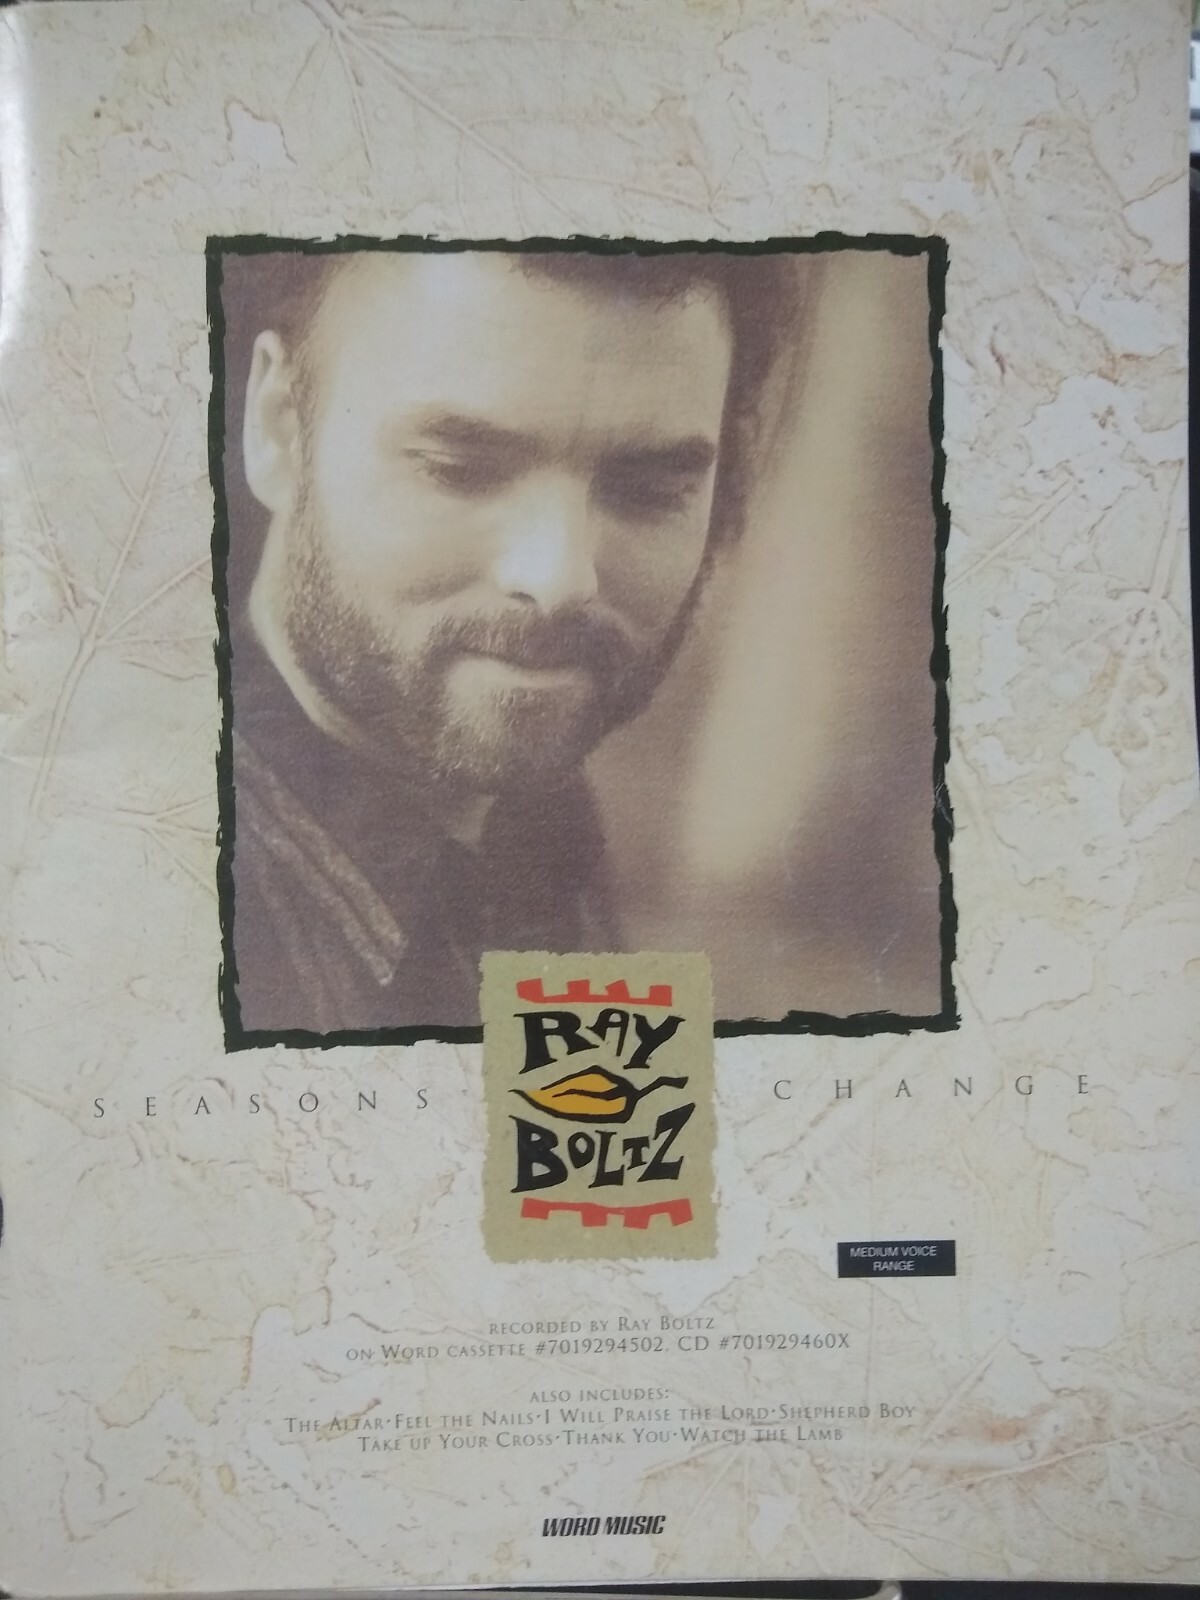 RAY
BOLTZ
SEASONS CHANGE
MEDIUM VOICE
RANGE
RECORDED BY RAY BOLTZ
ON WORD CASSETTE #7019294502, CD #701929460X
ALSO INCLUDES:
THE ALTAR·FEEL THE NAILS·I WILL PRAISE THE LORD·SHEPHERD BOY
TAKE UP YOUR CROSS·THANK YOU·WATCH THE LAMB
WORD MUSIC